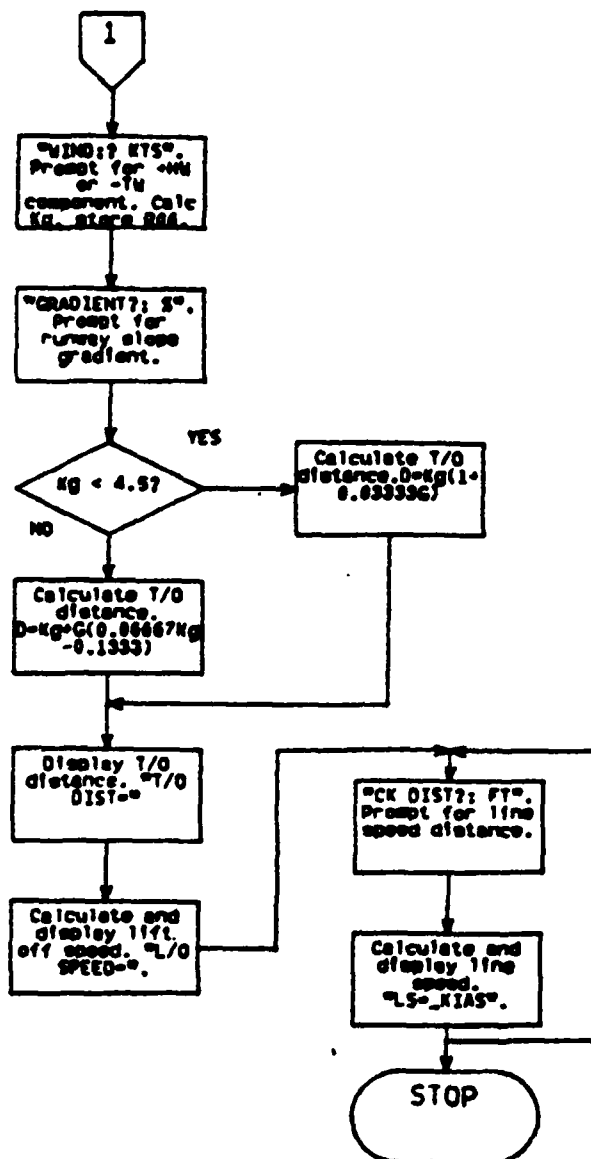 1
"WIND:? KTS".
Prompt for +HW
or -TW
component. Calc
Kg, store
"GRADIENT?: %".
Prompt for
runway slope
gradient.
YES
Kg < 4.5?
Calculate T/O
distance.D=Kg(1+
0.03333G)
NO
Calculate T/O
distance.
D=Kg+G(0.06667Kg
-0.1333)
Display T/O
distance. "T/O
DIST="
"CK DIST?: FT".
Prompt for line
speed distance.
Calculate and
display lift
off speed. "L/O
SPEED=".
Calculate and
display line
speed.
"LS=_KIAS".
STOP